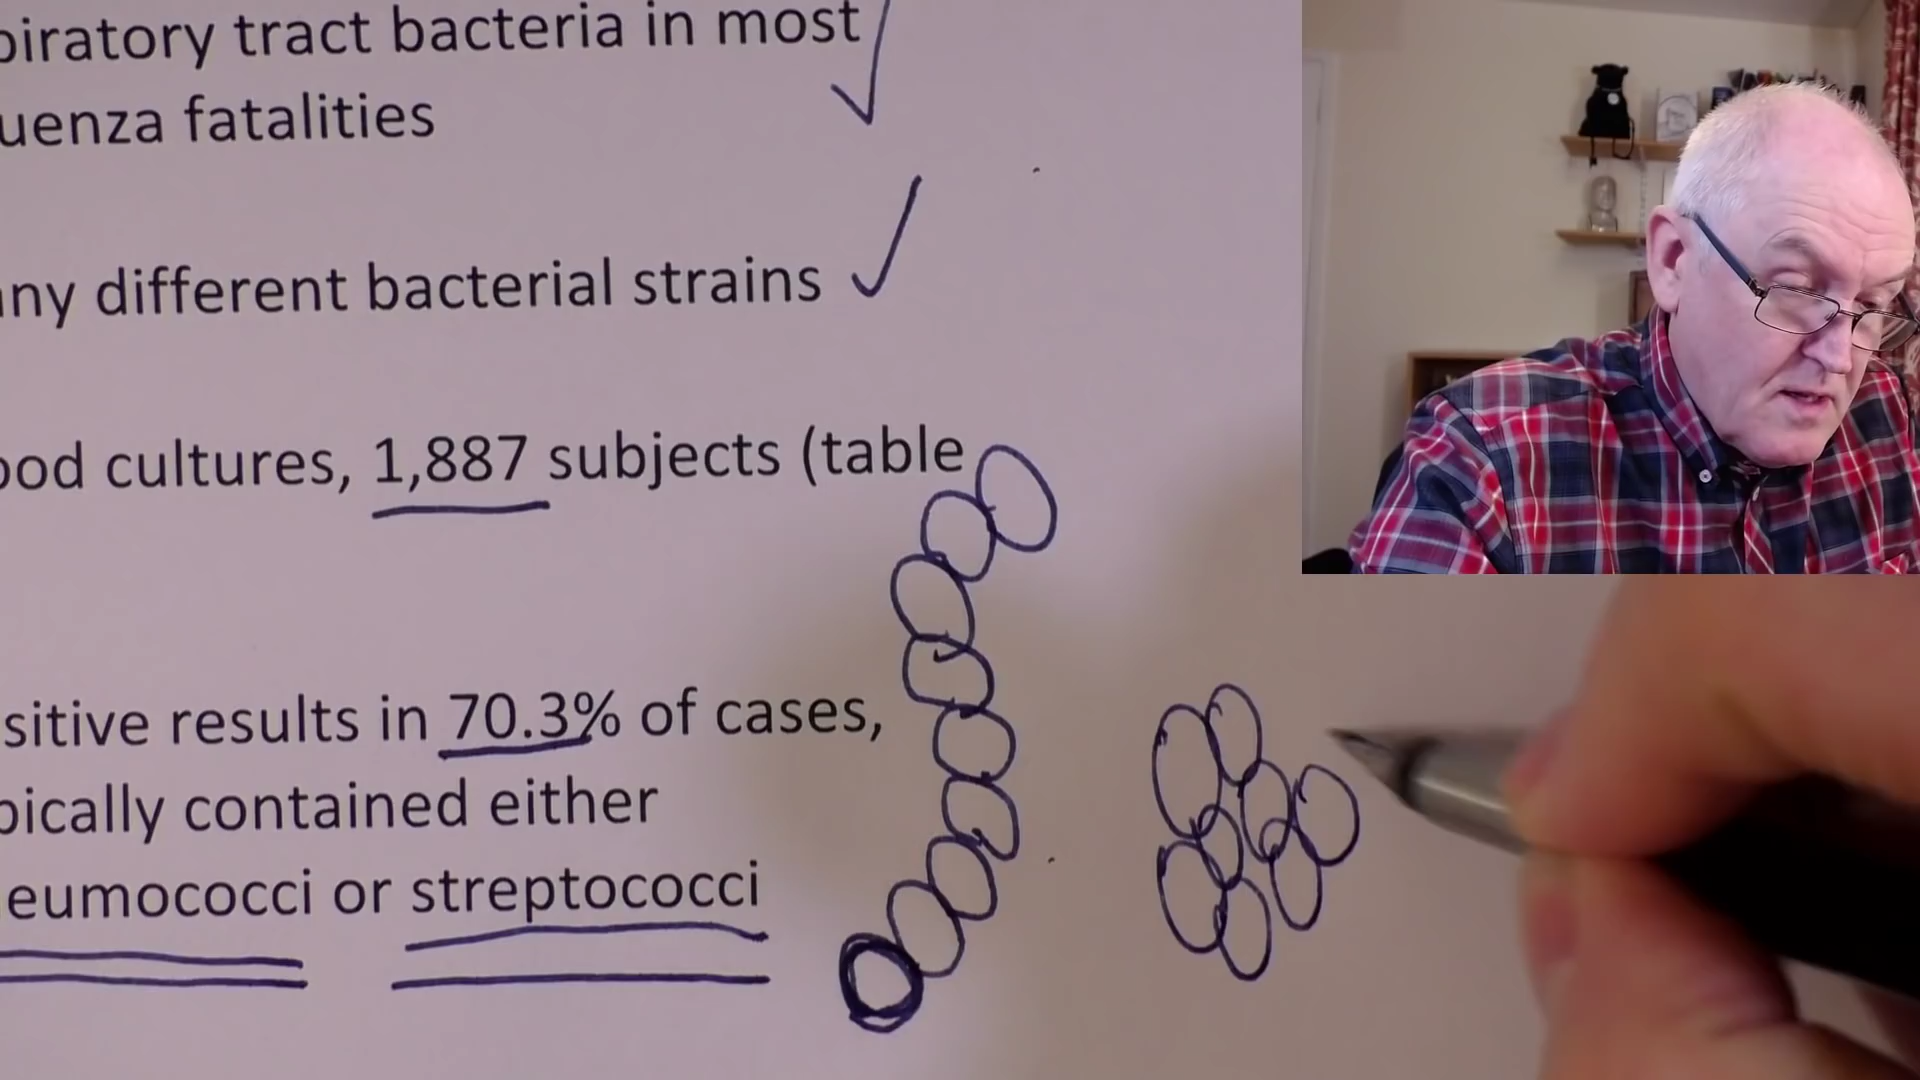 piratory tract bacteria in most
uenza fatalities
any different bacterial strains
ood cultures, 1,887 subjects (table
sitive results in 70.3% of cases,
pically contained either
eumococci or streptococci